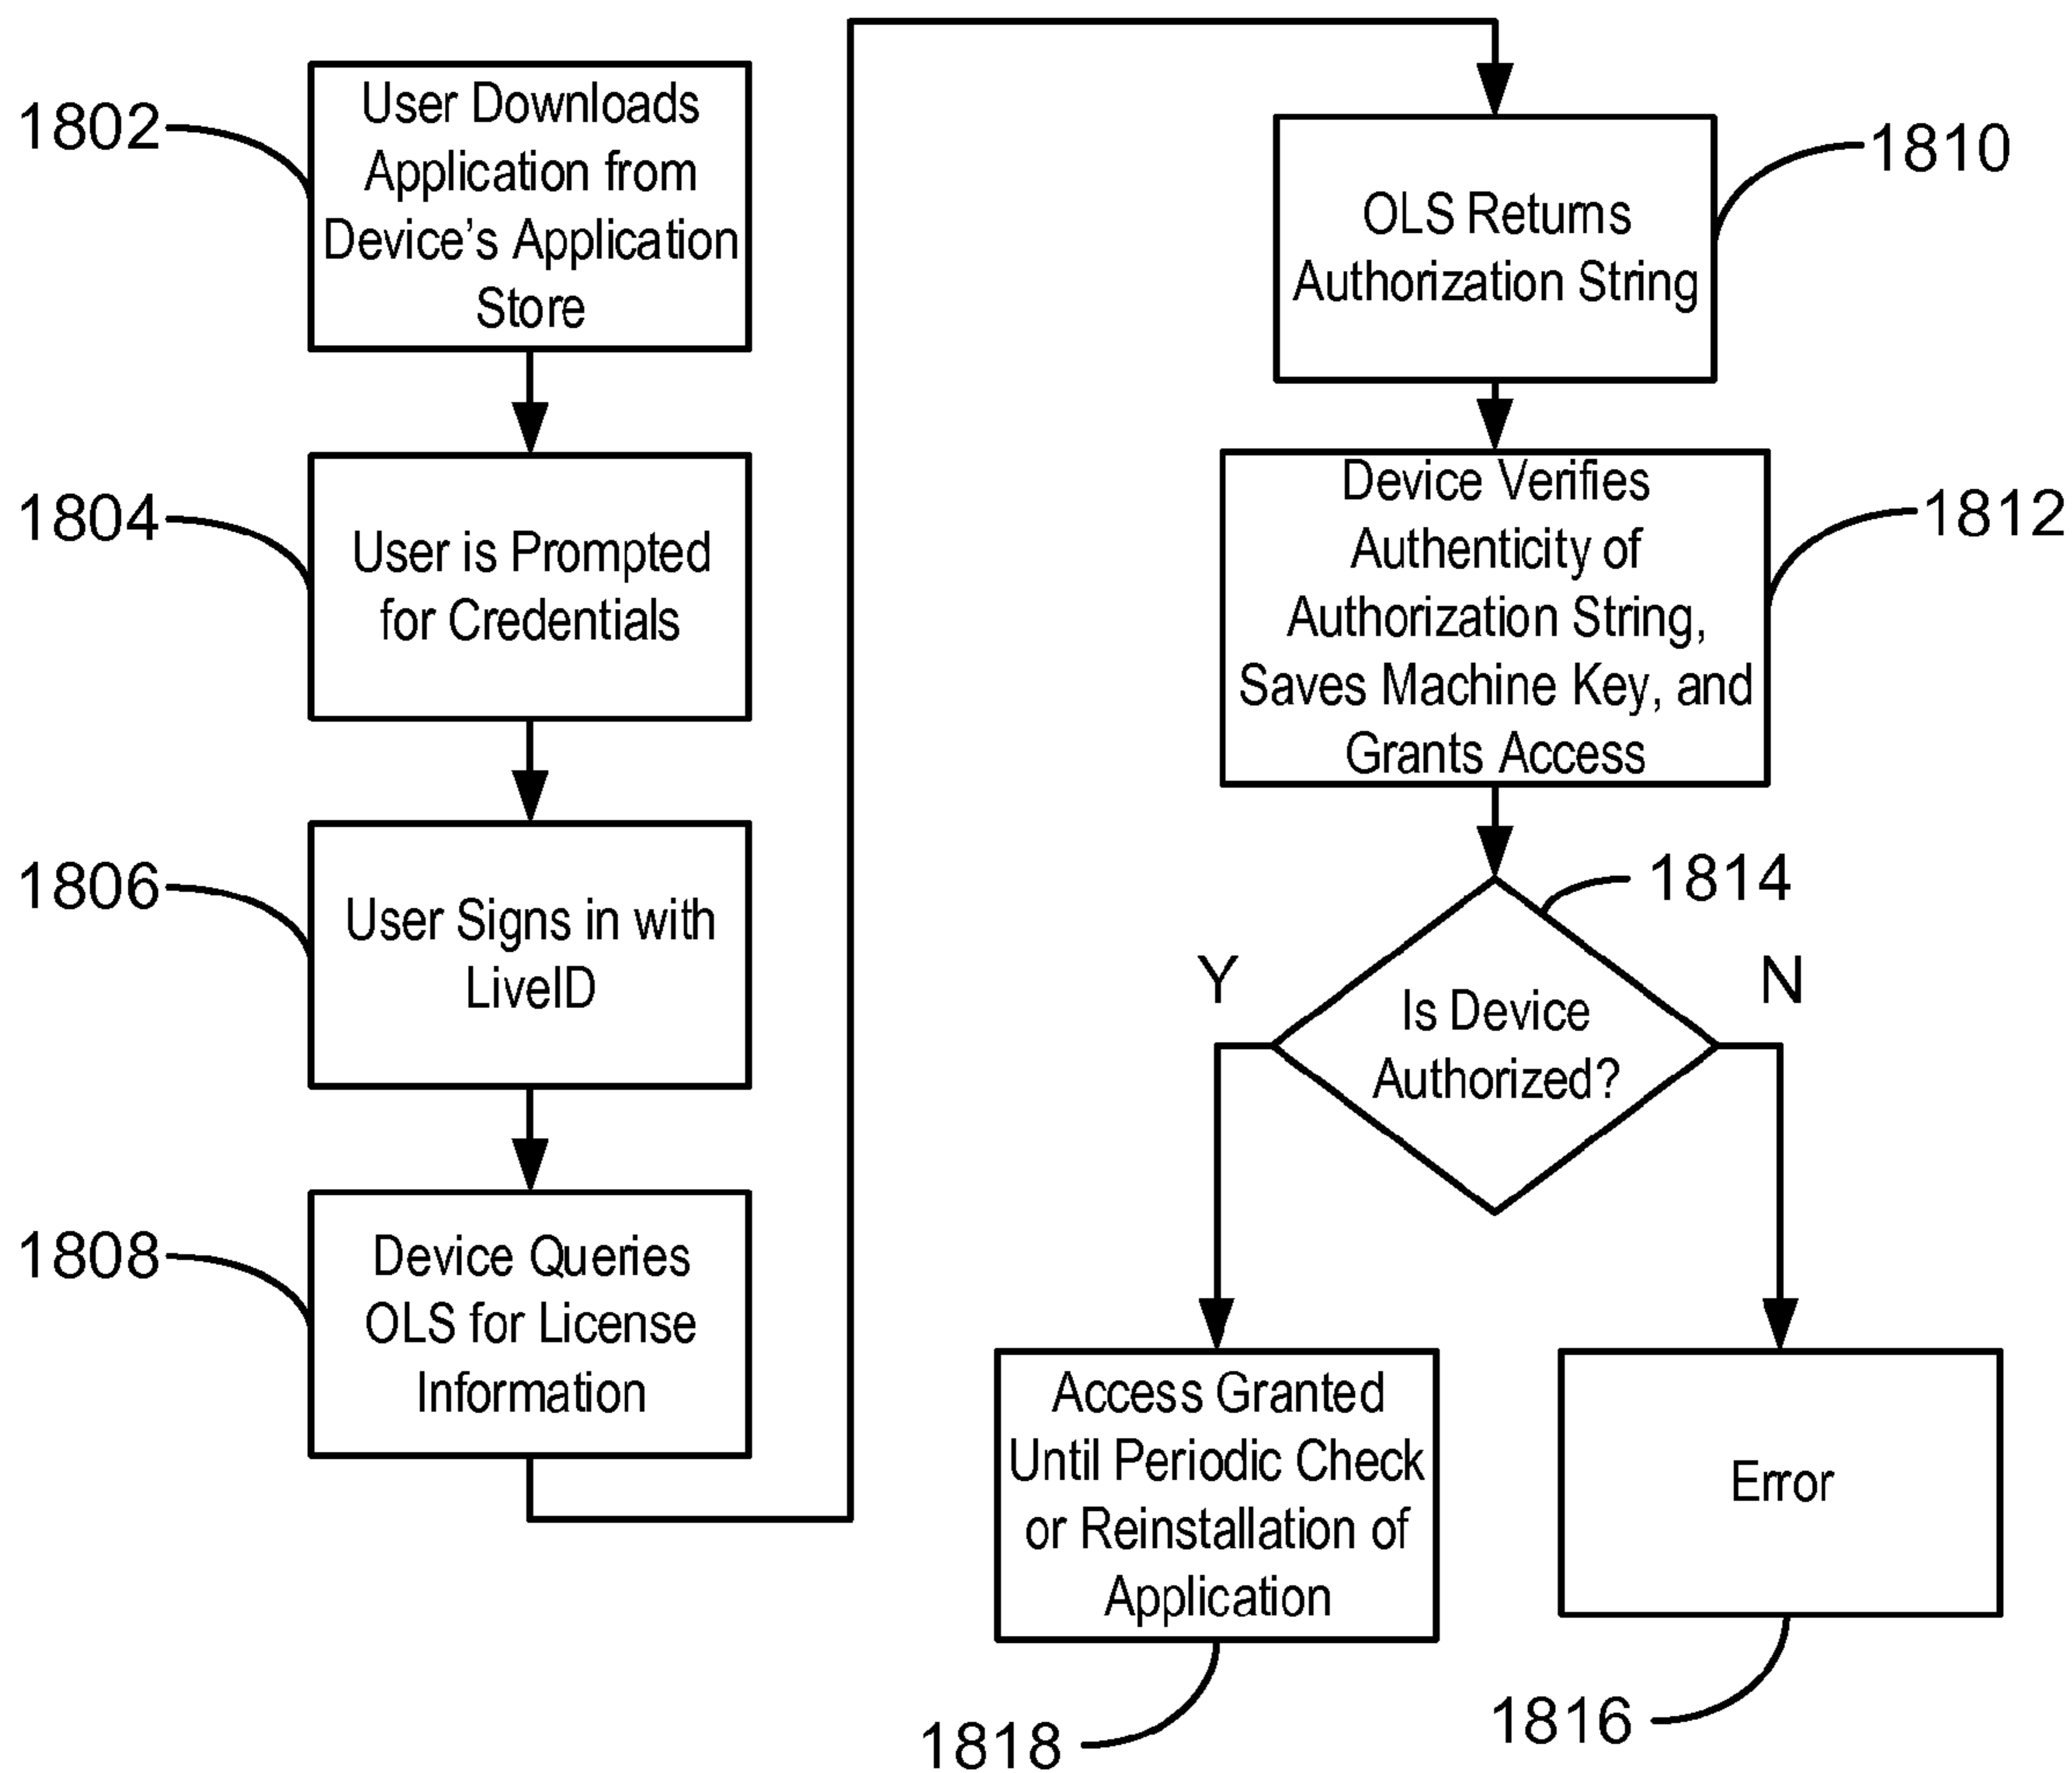 1802
User Downloads
Application from
Device's Application
Store
1804
User is Prompted
for Credentials
1806
User Signs in with
LiveID
1808
Device Queries
OLS for License
Information
1810
OLS Returns
Authorization String
1812
Device Verifies
Authenticity of
Authorization String,
Saves Machine Key, and
Grants Access
1814
Is Device
Authorized?
Y
N
Access Granted
Until Periodic Check
or Reinstallation of
Application
1818
Error
1816